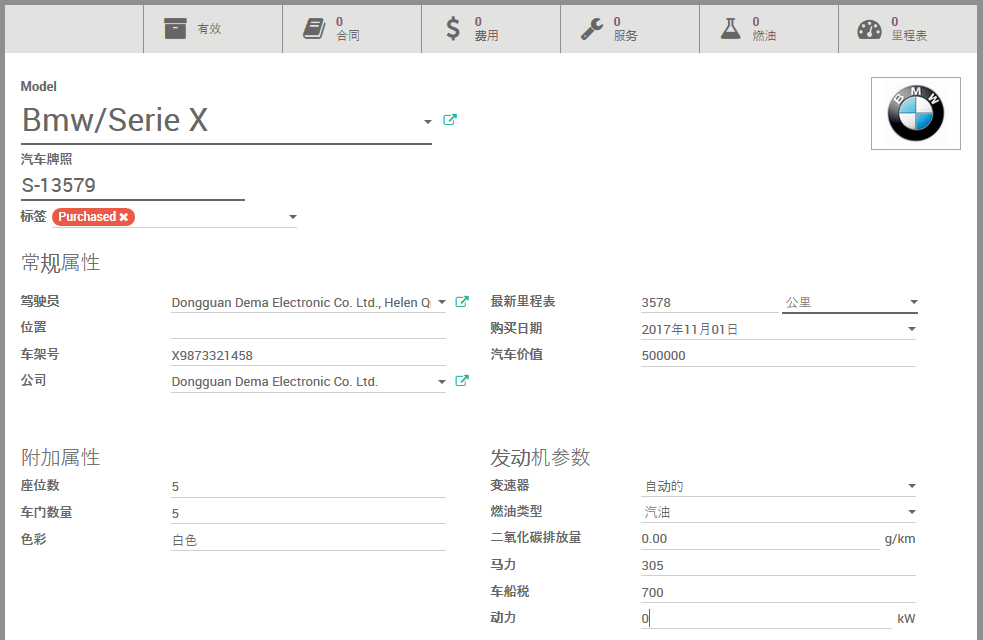 有效
0
合同
0
费用
0
服务
0
燃油
0
里程表
Model
Bmw/Serie X
BMW
汽车牌照
S-13579
标签 Purchased ✖
常规属性
驾驶员 Dongguan Dema Electronic Co. Ltd., Helen Q
最新里程表 3578 公里
位置
购买日期 2017年11月01日
车架号 X9873321458
汽车价值 500000
公司 Dongguan Dema Electronic Co. Ltd.
附加属性
座位数 5
车门数量 5
色彩 白色
发动机参数
变速器 自动的
燃油类型 汽油
二氧化碳排放量 0.00 g/km
马力 305
车船税 700
动力 0 kW